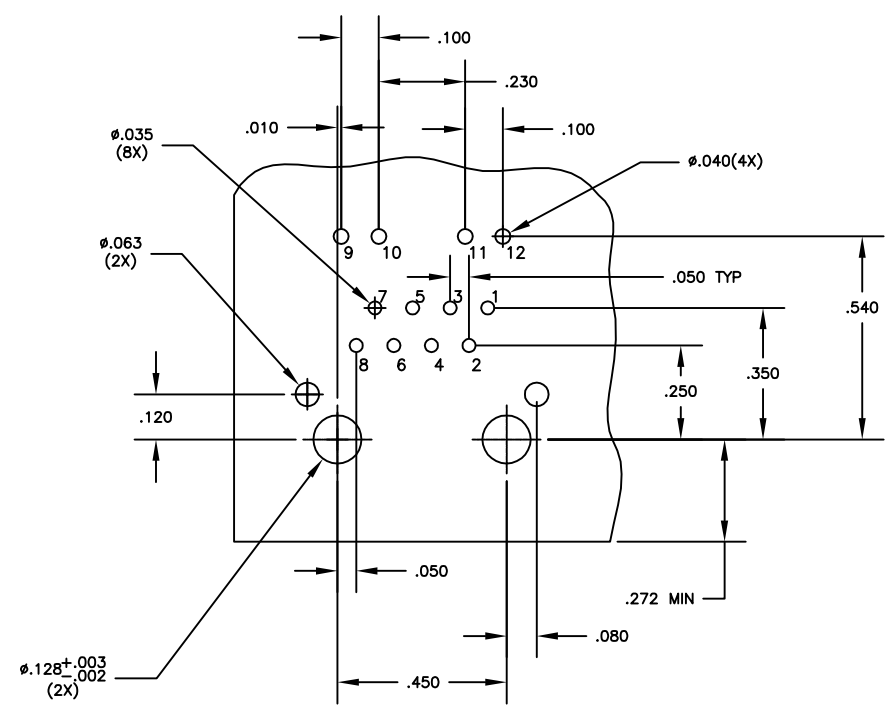 .100
.230
.010
.100
ø.035
(8X)
ø.040(4X)
9
10
11
12
ø.063
(2X)
.050 TYP
7
5
3
1
.540
8
6
4
2
.350
.250
.120
.050
.272 MIN
.080
ø.128+.003
-.002
(2X)
.450